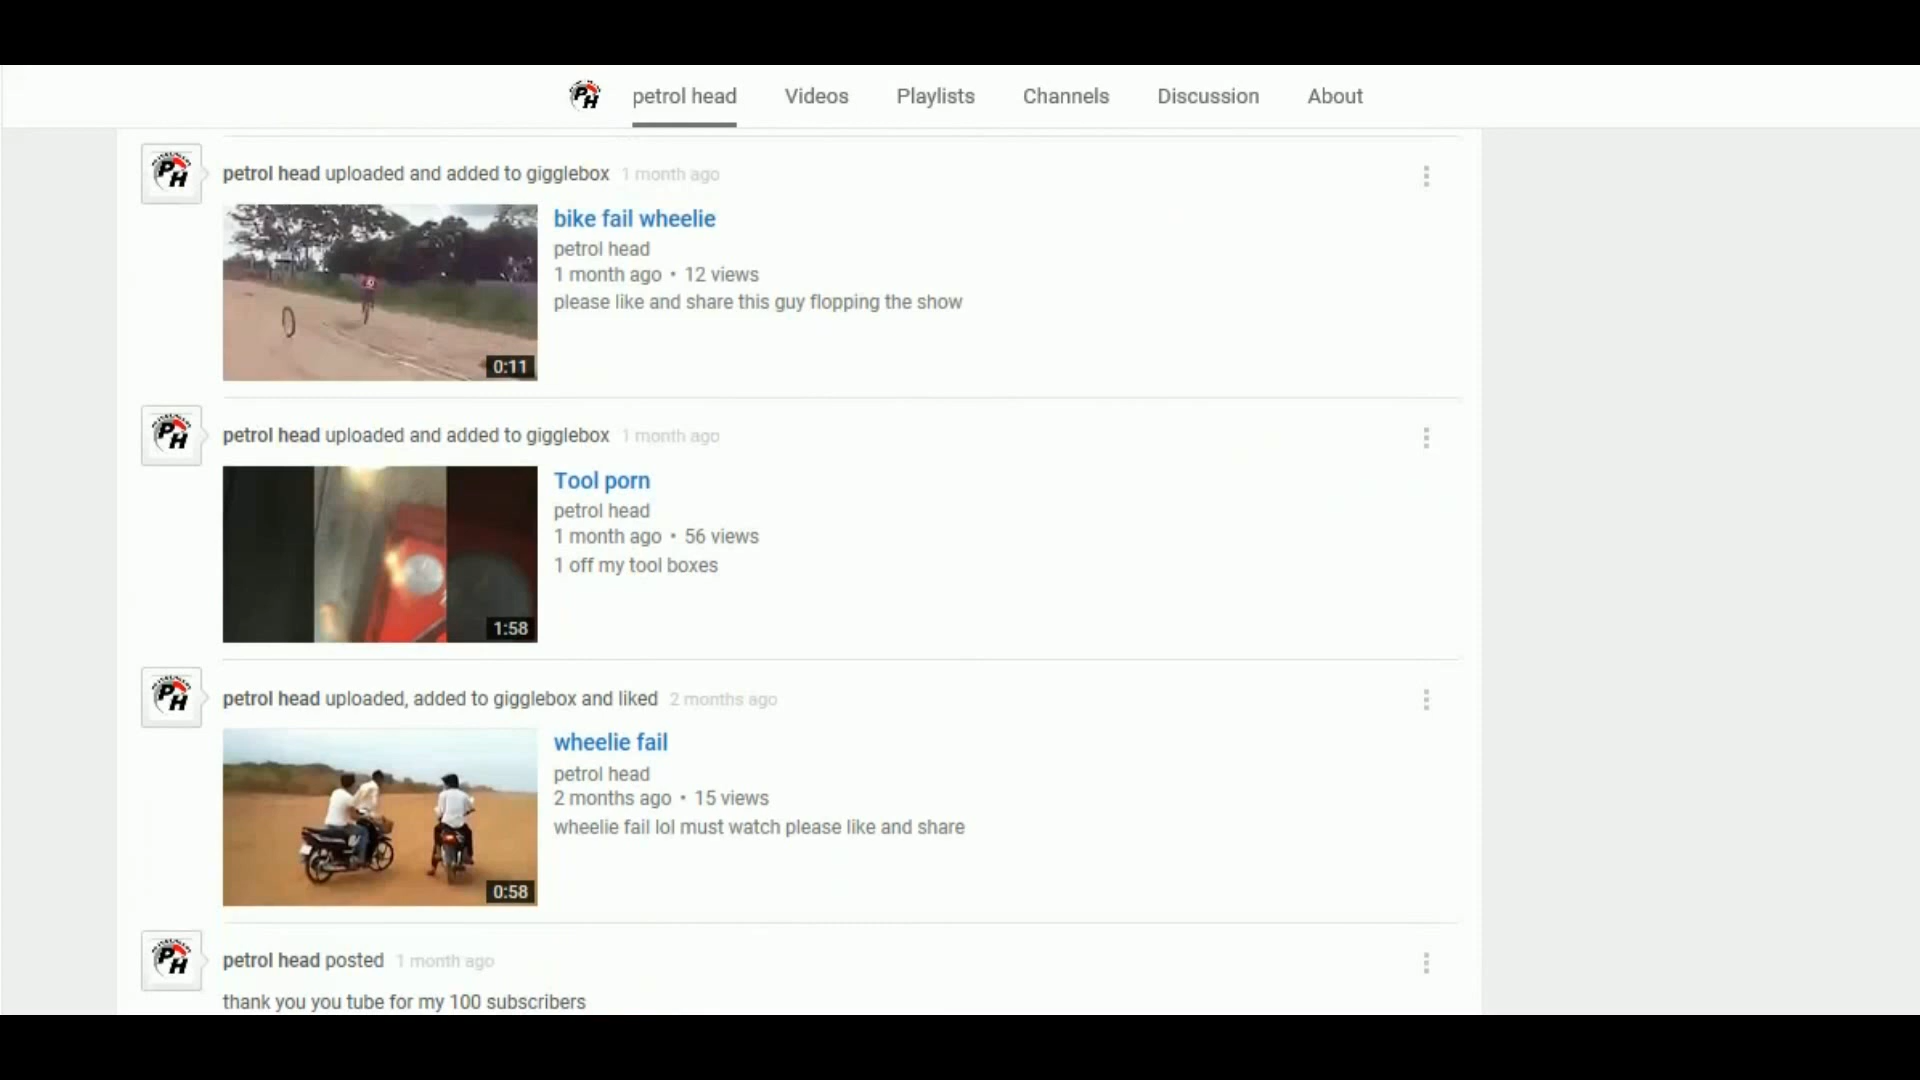 PH petrol head Videos Playlists Channels Discussion About
PH
petrol head uploaded and added to gigglebox 1 month ago
bike fail wheelie
petrol head
1 month ago • 12 views
please like and share this guy flopping the show
0:11
PH
petrol head uploaded and added to gigglebox 1 month ago
Tool porn
petrol head
1 month ago • 56 views
1 off my tool boxes
1:58
PH
petrol head uploaded, added to gigglebox and liked 2 months ago
wheelie fail
petrol head
2 months ago • 15 views
wheelie fail lol must watch please like and share
0:58
PH
petrol head posted 1 month ago
thank you you tube for my 100 subscribers